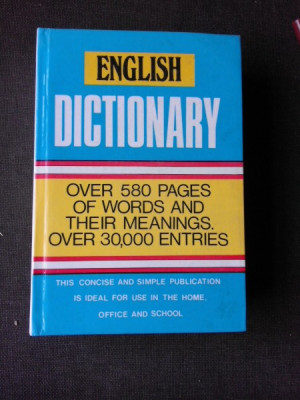 ENGLISH
DICTIONARY
OVER 580 PAGES
OF WORDS AND
THEIR MEANINGS.
OVER 30,000 ENTRIES
THIS CONCISE AND SIMPLE PUBLICATION
IS IDEAL FOR USE IN THE HOME,
OFFICE AND SCHOOL